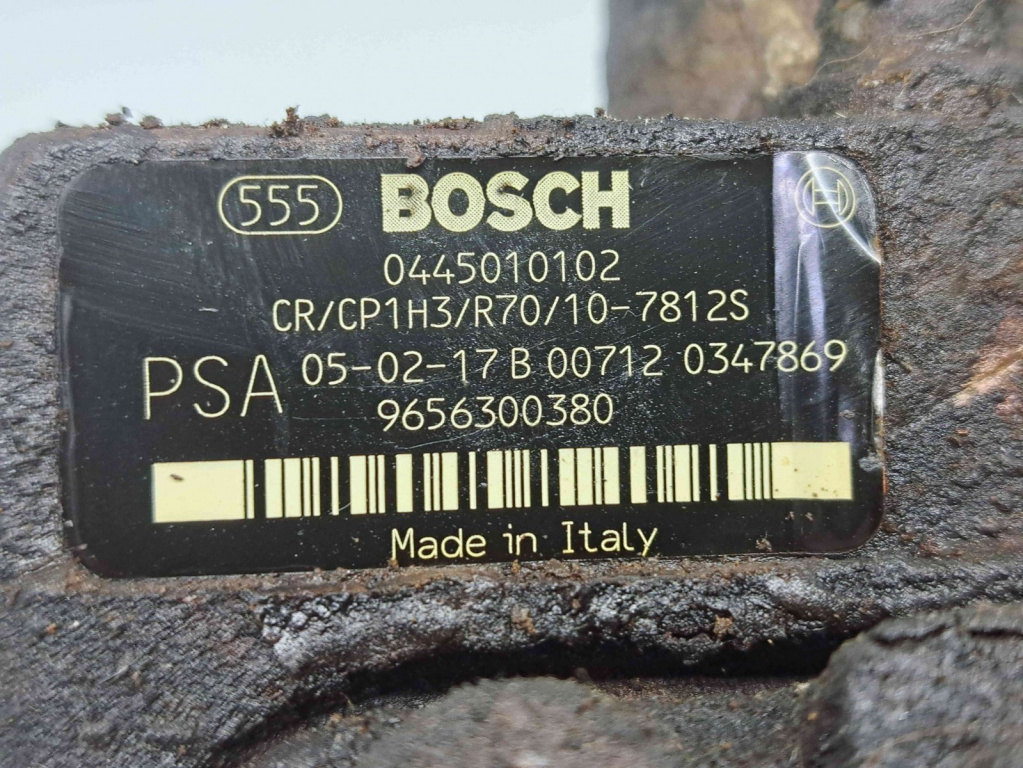 555 BOSCH
0445010102
CR/CP1H3/R70/10-7812S
PSA 05-02-17 B 00712 0347869
9656300380
Made in Italy